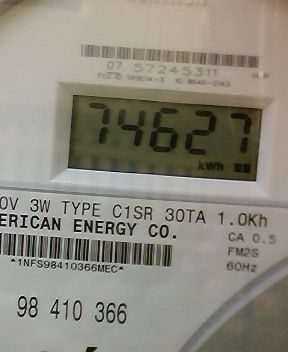 07 57245311
74627
kWh
0V 3W TYPE C1SR 30TA 1.0Kh
ERICAN ENERGY CO.
CA 0.5
FM2S
60Hz
*1NFS98410366MEC*
98 410 366